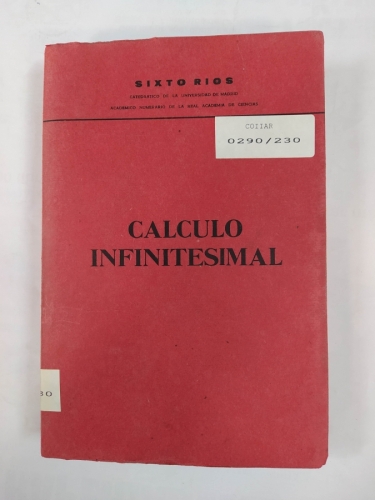 SIXTO RIOS
CATEDRATICO DE LA UNIVERSIDAD DE MADRID
ACADEMICO NUMERARIO DE LA REAL ACADEMIA DE CIENCIAS
COIIAR
0290/230
CALCULO
INFINITESIMAL
30